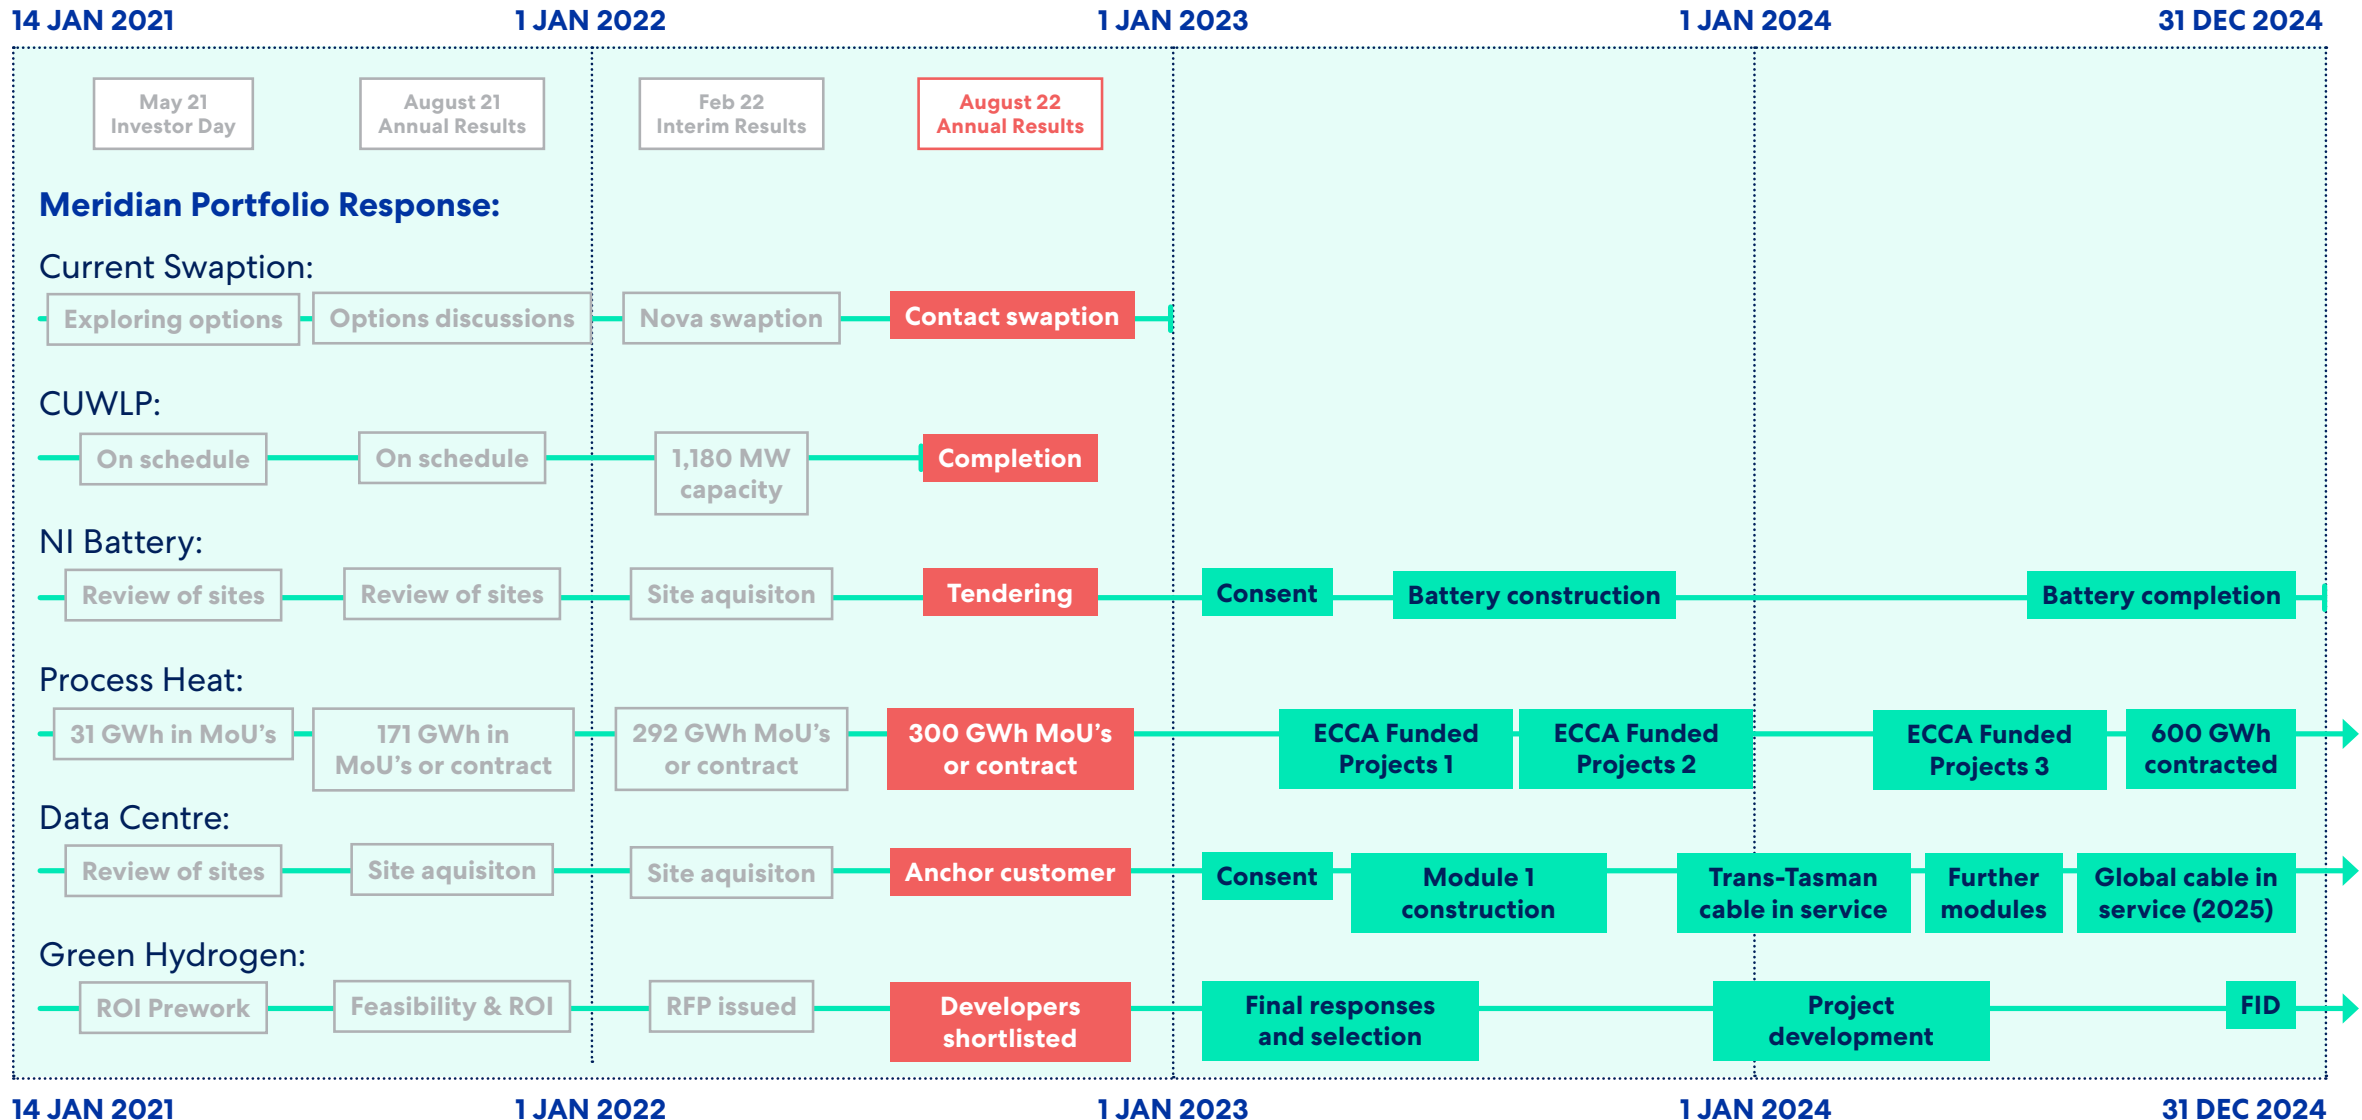 14 JAN 2021
1 JAN 2022
1 JAN 2023
1 JAN 2024
31 DEC 2024
May 21
Investor Day
August 21
Annual Results
Feb 22
Interim Results
August 22
Annual Results
Meridian Portfolio Response:
Current Swaption:
Exploring options
Options discussions
Nova swaption
Contact swaption
CUWLP:
On schedule
On schedule
1,180 MW
capacity
Completion
NI Battery:
Review of sites
Review of sites
Site aquisiton
Tendering
Consent
Battery construction
Battery completion
Process Heat:
31 GWh in MoU's
171 GWh in
MoU's or contract
292 GWh MoU's
or contract
300 GWh MoU's
or contract
ECCA Funded
Projects 1
ECCA Funded
Projects 2
ECCA Funded
Projects 3
600 GWh
contracted
Data Centre:
Review of sites
Site aquisiton
Site aquisiton
Anchor customer
Consent
Module 1
construction
Trans-Tasman
cable in service
Further
modules
Global cable in
service (2025)
Green Hydrogen:
ROI Prework
Feasibility & ROI
RFP issued
Developers
shortlisted
Final responses
and selection
Project
development
FID
14 JAN 2021
1 JAN 2022
1 JAN 2023
1 JAN 2024
31 DEC 2024